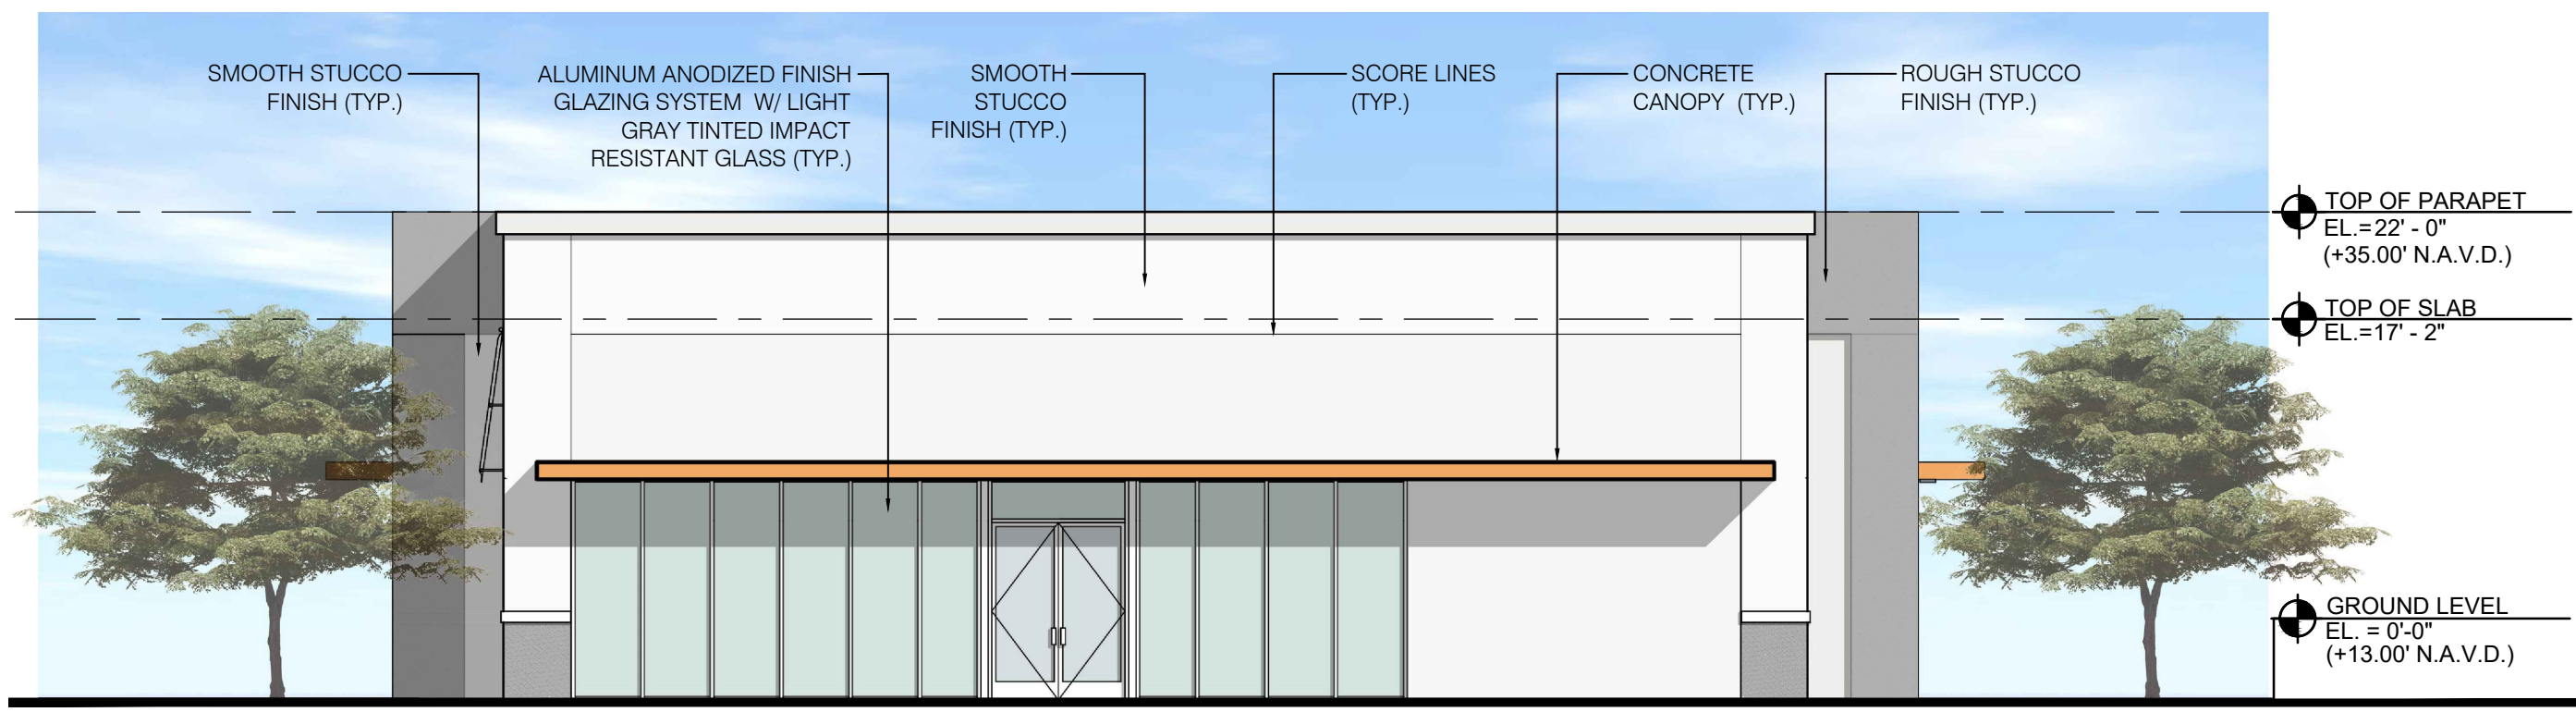 SMOOTH STUCCO
FINISH (TYP.)
ALUMINUM ANODIZED FINISH
GLAZING SYSTEM W/ LIGHT
GRAY TINTED IMPACT
RESISTANT GLASS (TYP.)
SMOOTH
STUCCO
FINISH (TYP.)
SCORE LINES
(TYP.)
CONCRETE
CANOPY (TYP.)
ROUGH STUCCO
FINISH (TYP.)
TOP OF PARAPET
EL.=22' - 0"
(+35.00' N.A.V.D.)
TOP OF SLAB
EL.=17' - 2"
GROUND LEVEL
EL. = 0'-0"
(+13.00' N.A.V.D.)